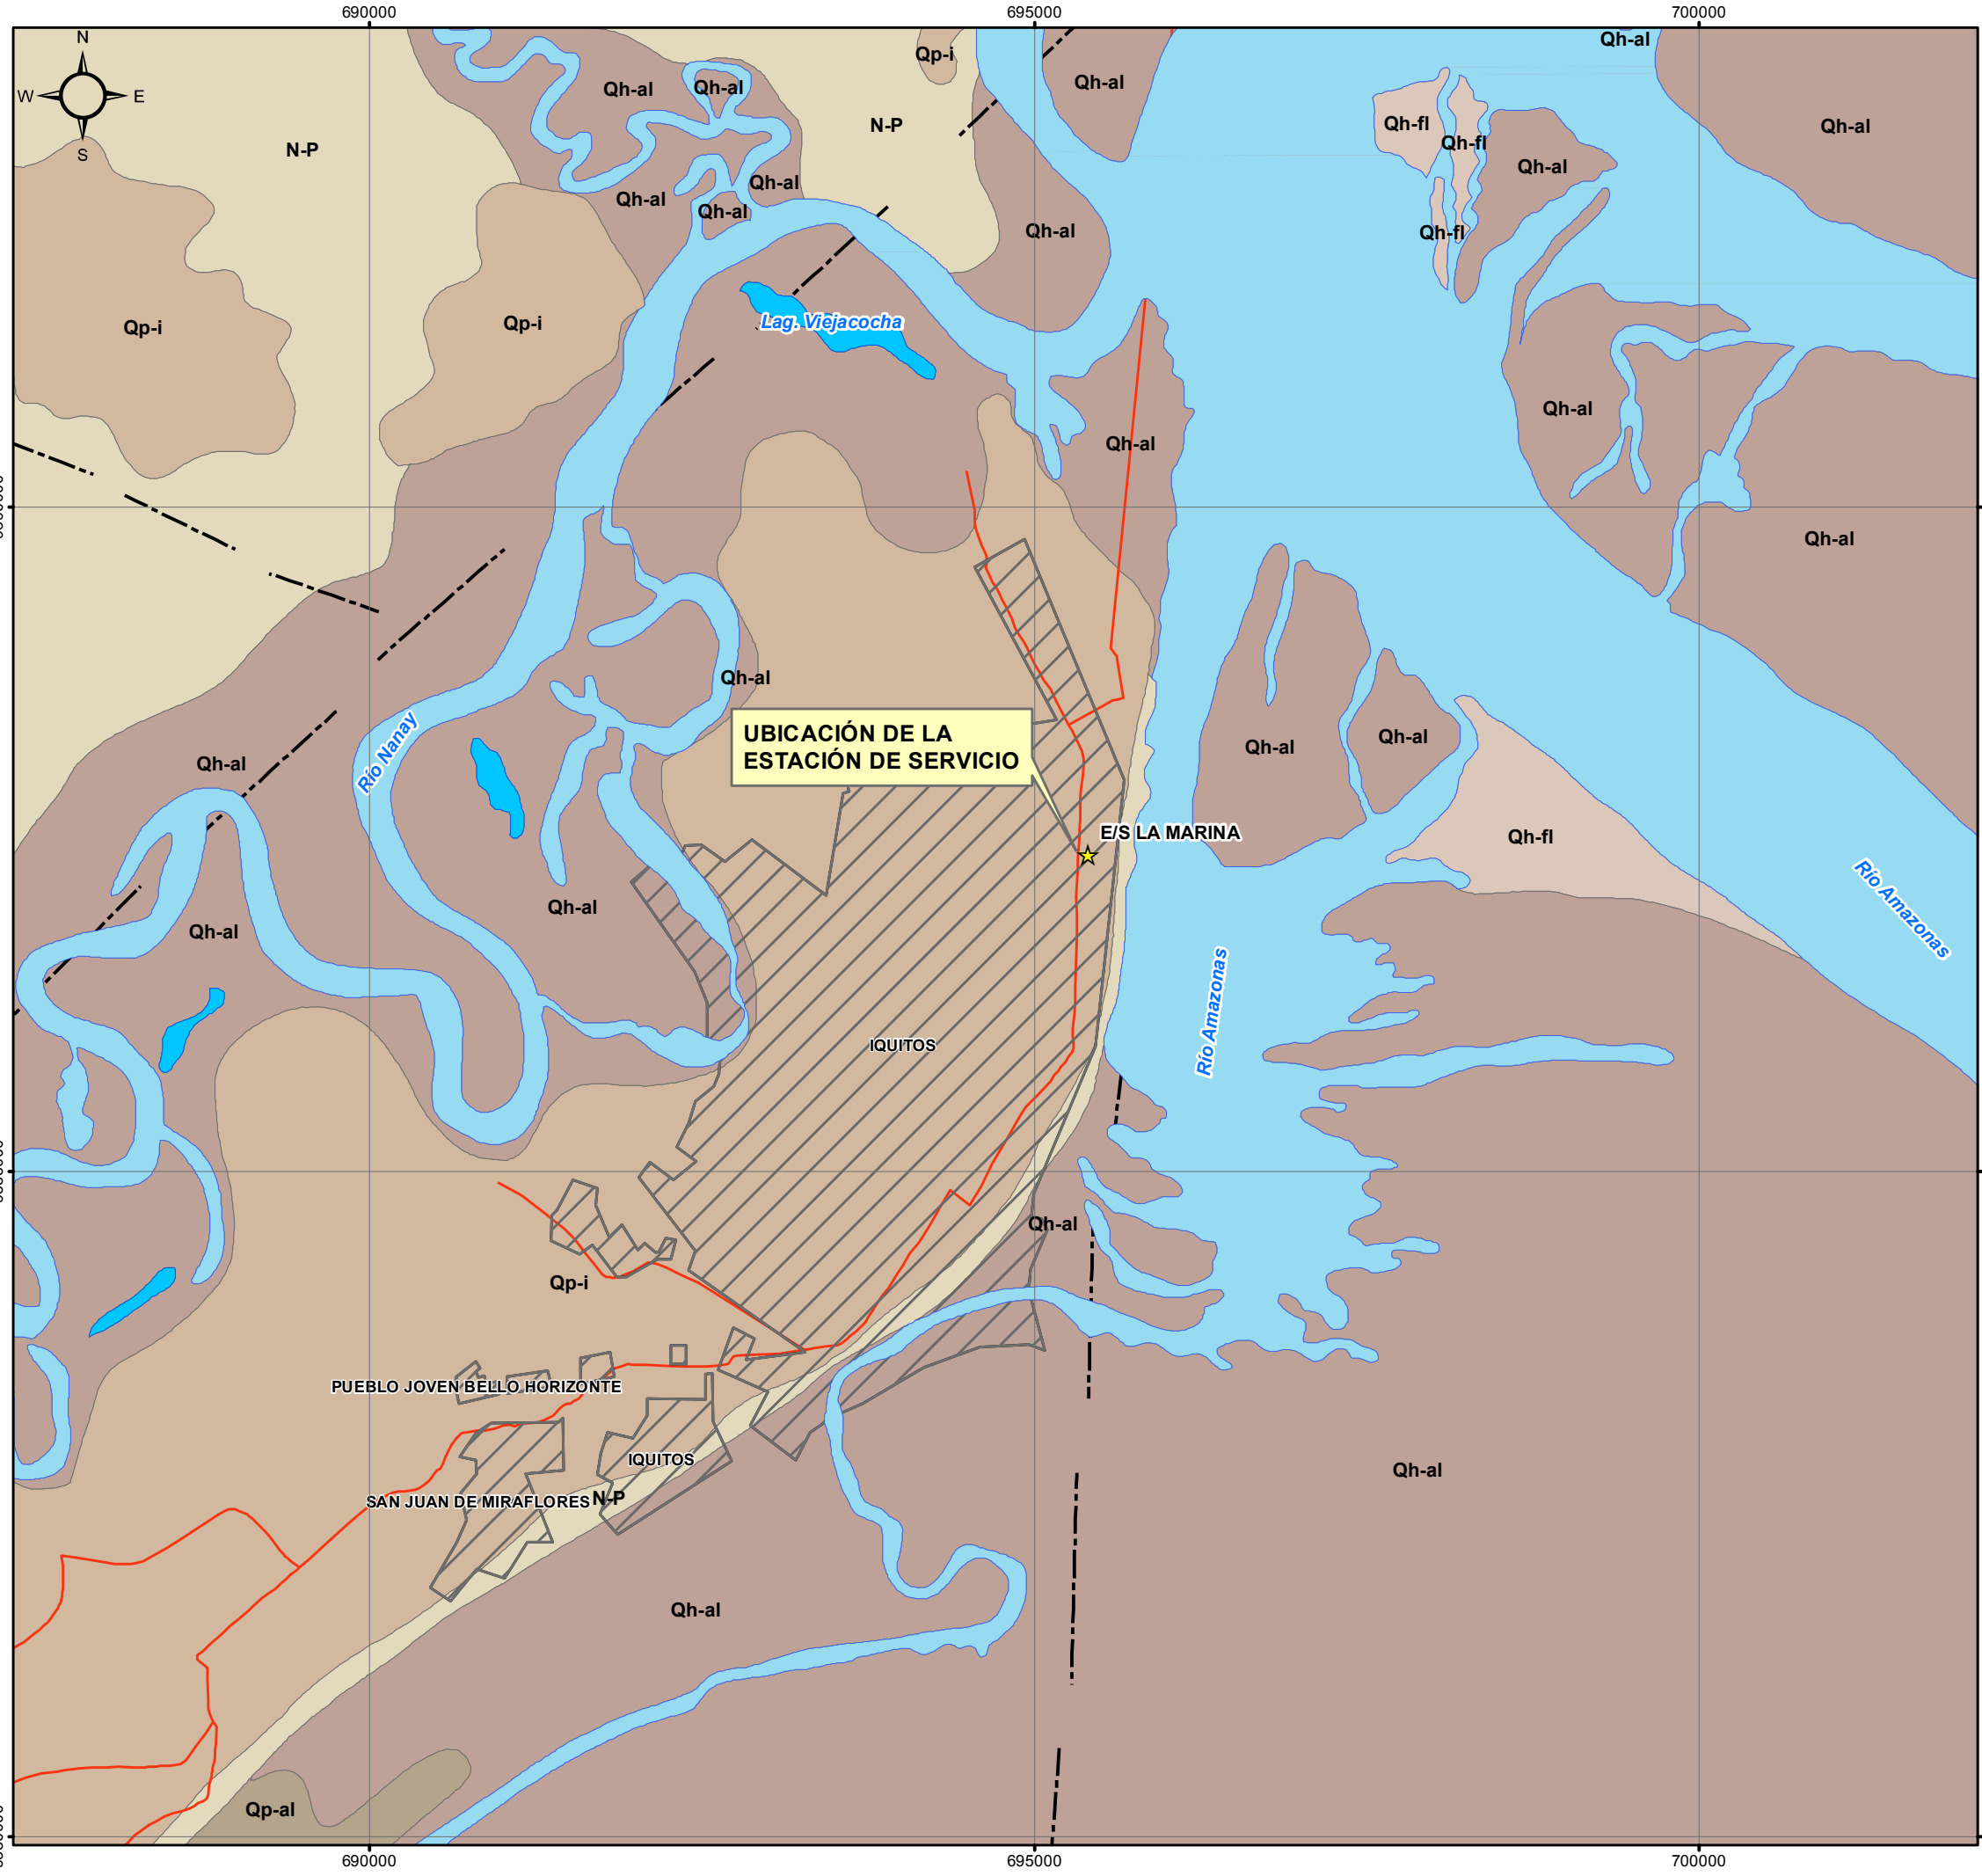 690000
695000
700000
N
W
E
S
Qp-i
Qh-al
Qh-al
Qh-al
Qh-al
Qh-fl
Qh-al
N-P
N-P
Qh-fl
Qh-al
Qh-al
Qh-al
Qh-al
Qh-al
Qh-fl
Qp-i
Qp-i
Lag. Viejacocha
Qh-al
Qh-al
Qh-al
Qh-al
UBICACIÓN DE LA
ESTACIÓN DE SERVICIO
Río Nanay
Qh-al
Qh-al
Qh-al
E/S LA MARINA
Qh-fl
Qh-al
Qh-al
Río Amazonas
Río Amazonas
IQUITOS
Qh-al
Qp-i
PUEBLO JOVEN BELLO HORIZONTE
IQUITOS
Qh-al
SAN JUAN DE MIRAFLORES
N-P
Qh-al
Qp-al
690000
695000
700000